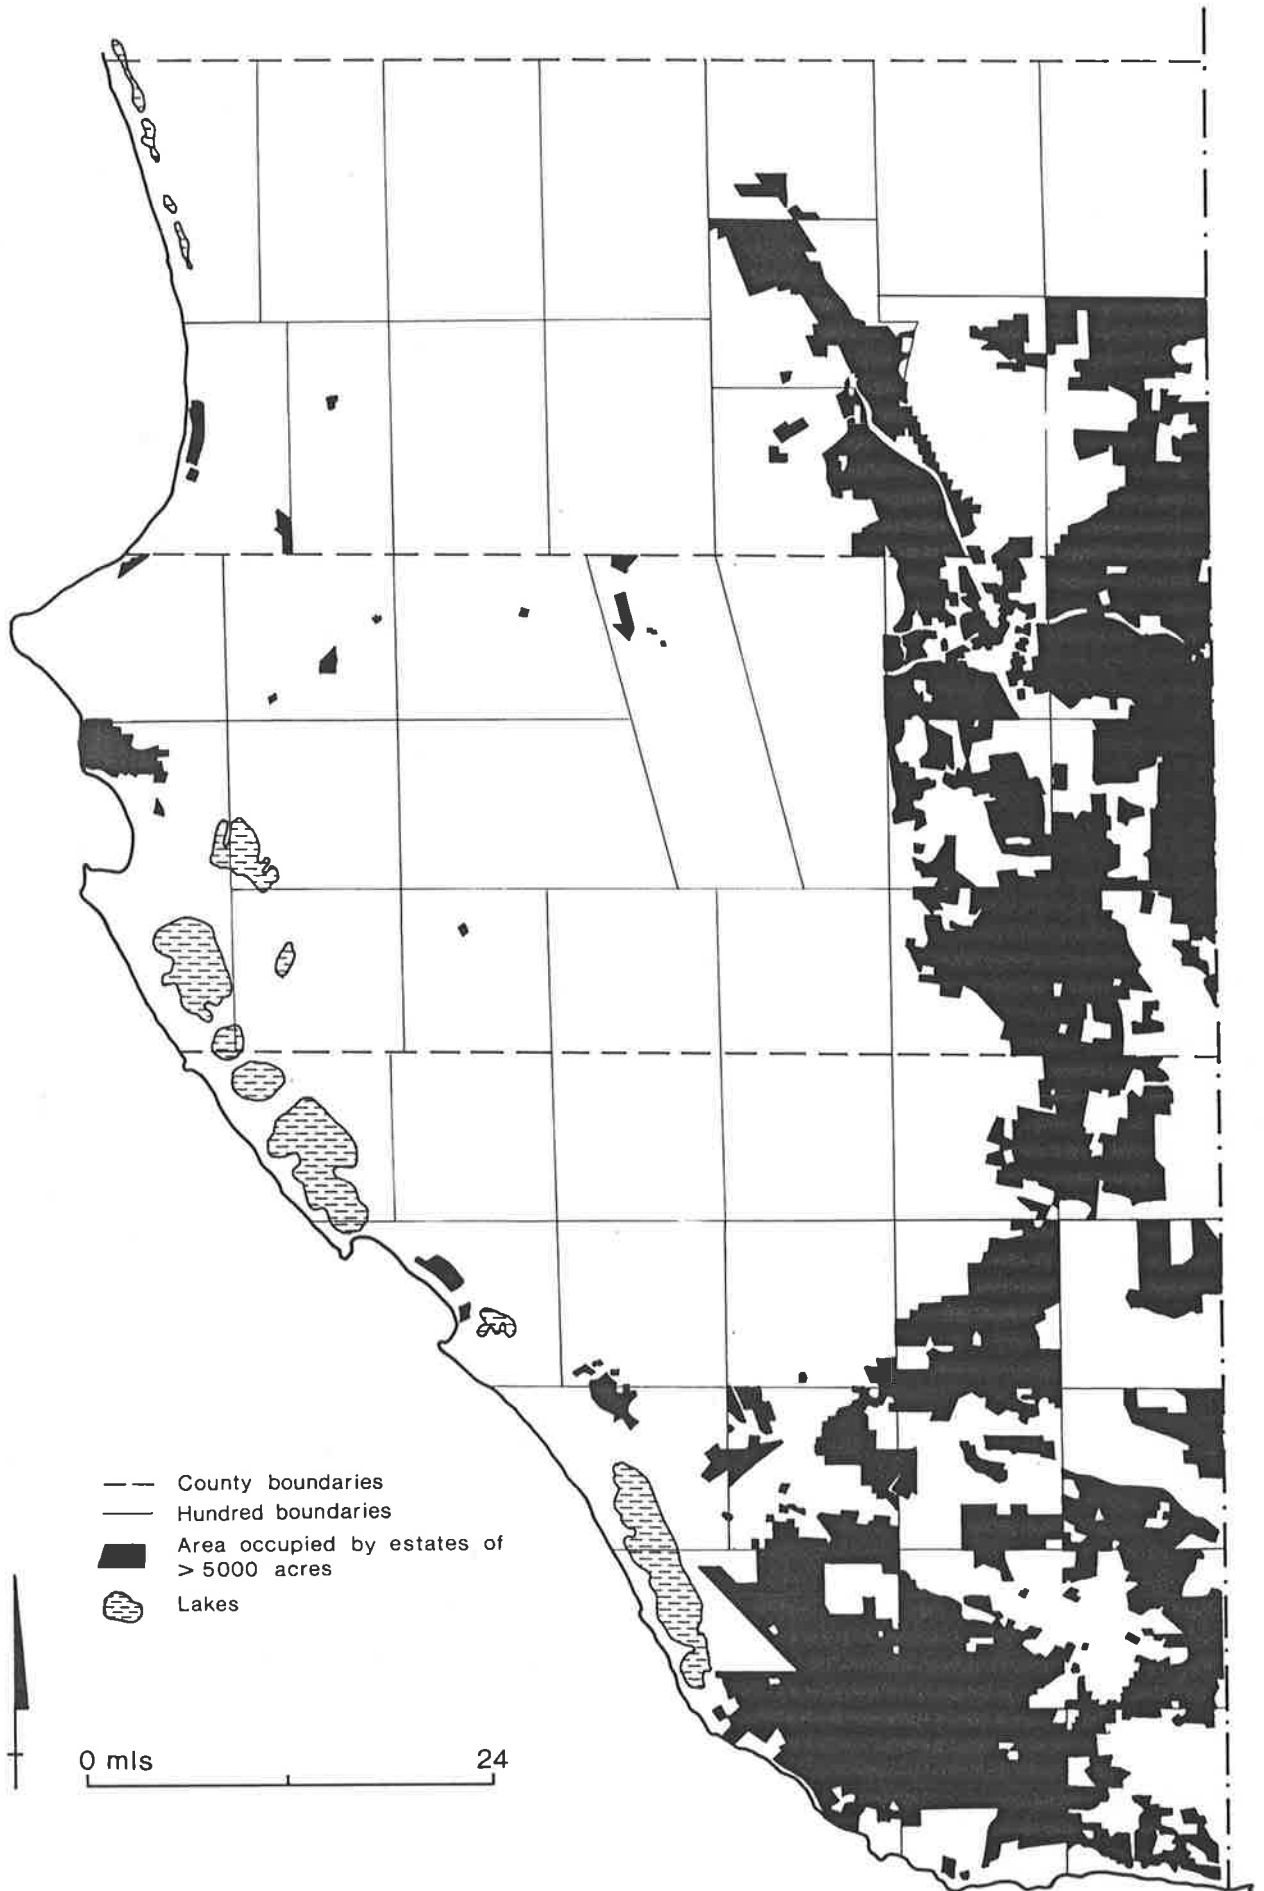 County boundaries
Hundred boundaries
Area occupied by estates of
> 5000 acres
Lakes
0 mls 24